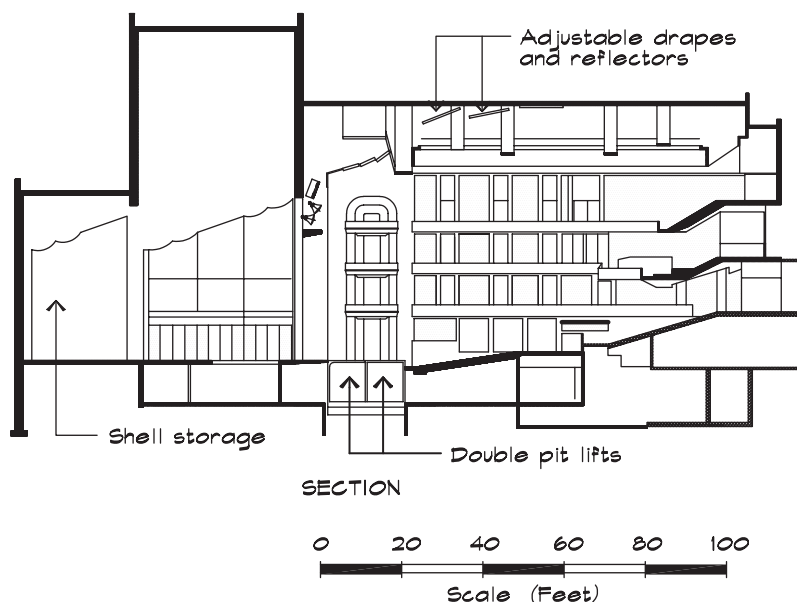 Adjustable drapes
and reflectors
Shell storage
Double pit lifts
SECTION
0 20 40 60 80 100
Scale (Feet)